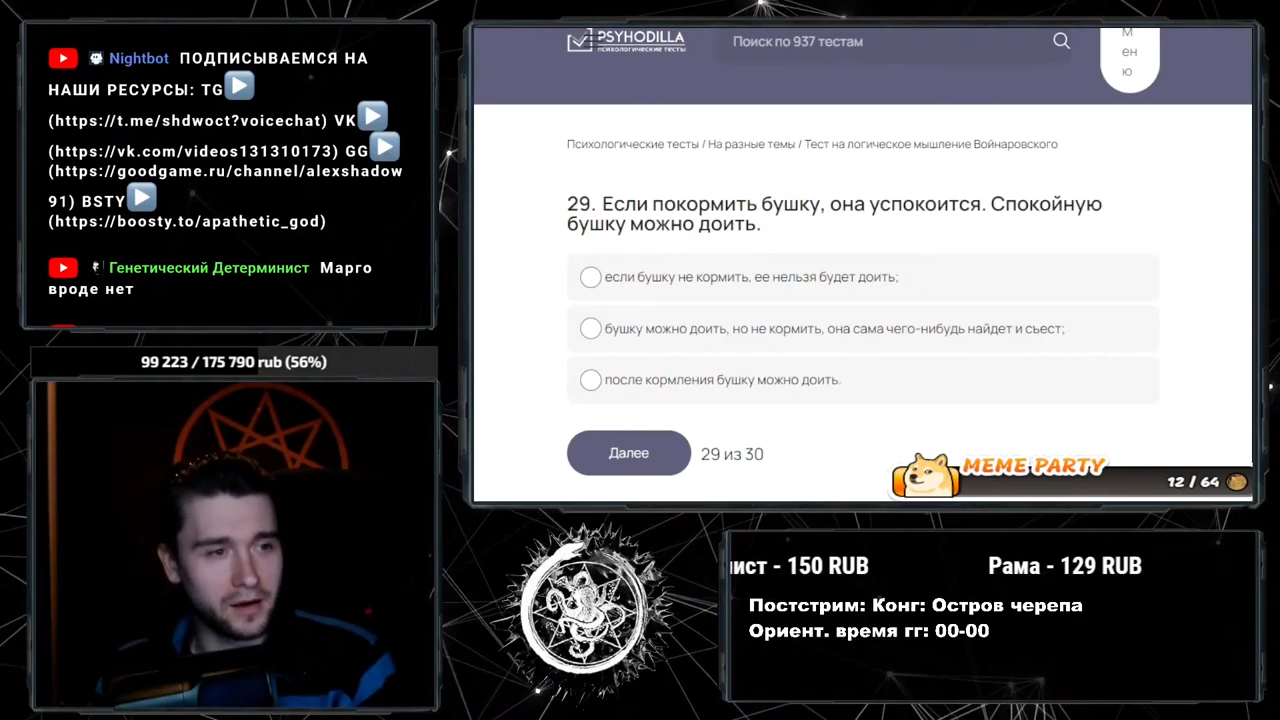 Nightbot ПОДПИСЫВАЕМСЯ НА
НАШИ РЕСУРСЫ: TG
(https://t.me/shdwoct?voicechat) VK
(https://vk.com/videos131310173) GG
(https://goodgame.ru/channel/alexshadow
91) BSTY
(https://boosty.to/apathetic_god)
Генетический Детерминист Марго
вроде нет
99 223 / 175 790 rub (56%)
PSYHODILLA
ПСИХОЛОГИЧЕСКИЕ ТЕСТЫ
Поиск по 937 тестам
М
ен
ю
Психологические тесты / На разные темы / Тест на логическое мышление Войнаровского
29. Если покормить бушку, она успокоится. Спокойную
бушку можно доить.
если бушку не кормить, ее нельзя будет доить;
бушку можно доить, но не кормить, она сама чего-нибудь найдет и съест;
после кормления бушку можно доить.
Далее
29 из 30
MEME PARTY
12 / 64
ист - 150 RUB
Рама - 129 RUB
Постстрим: Конг: Остров черепа
Ориент. время гг: 00-00